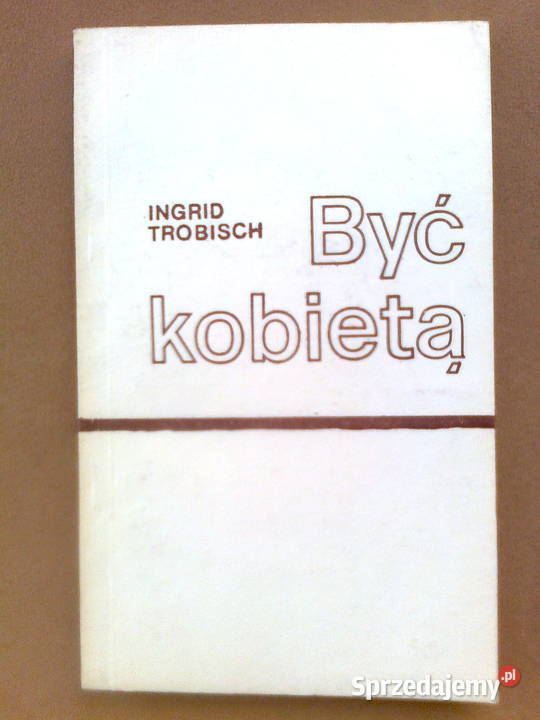 INGRID
TROBISCH
Być
kobietą
Sprzedajemy.pl